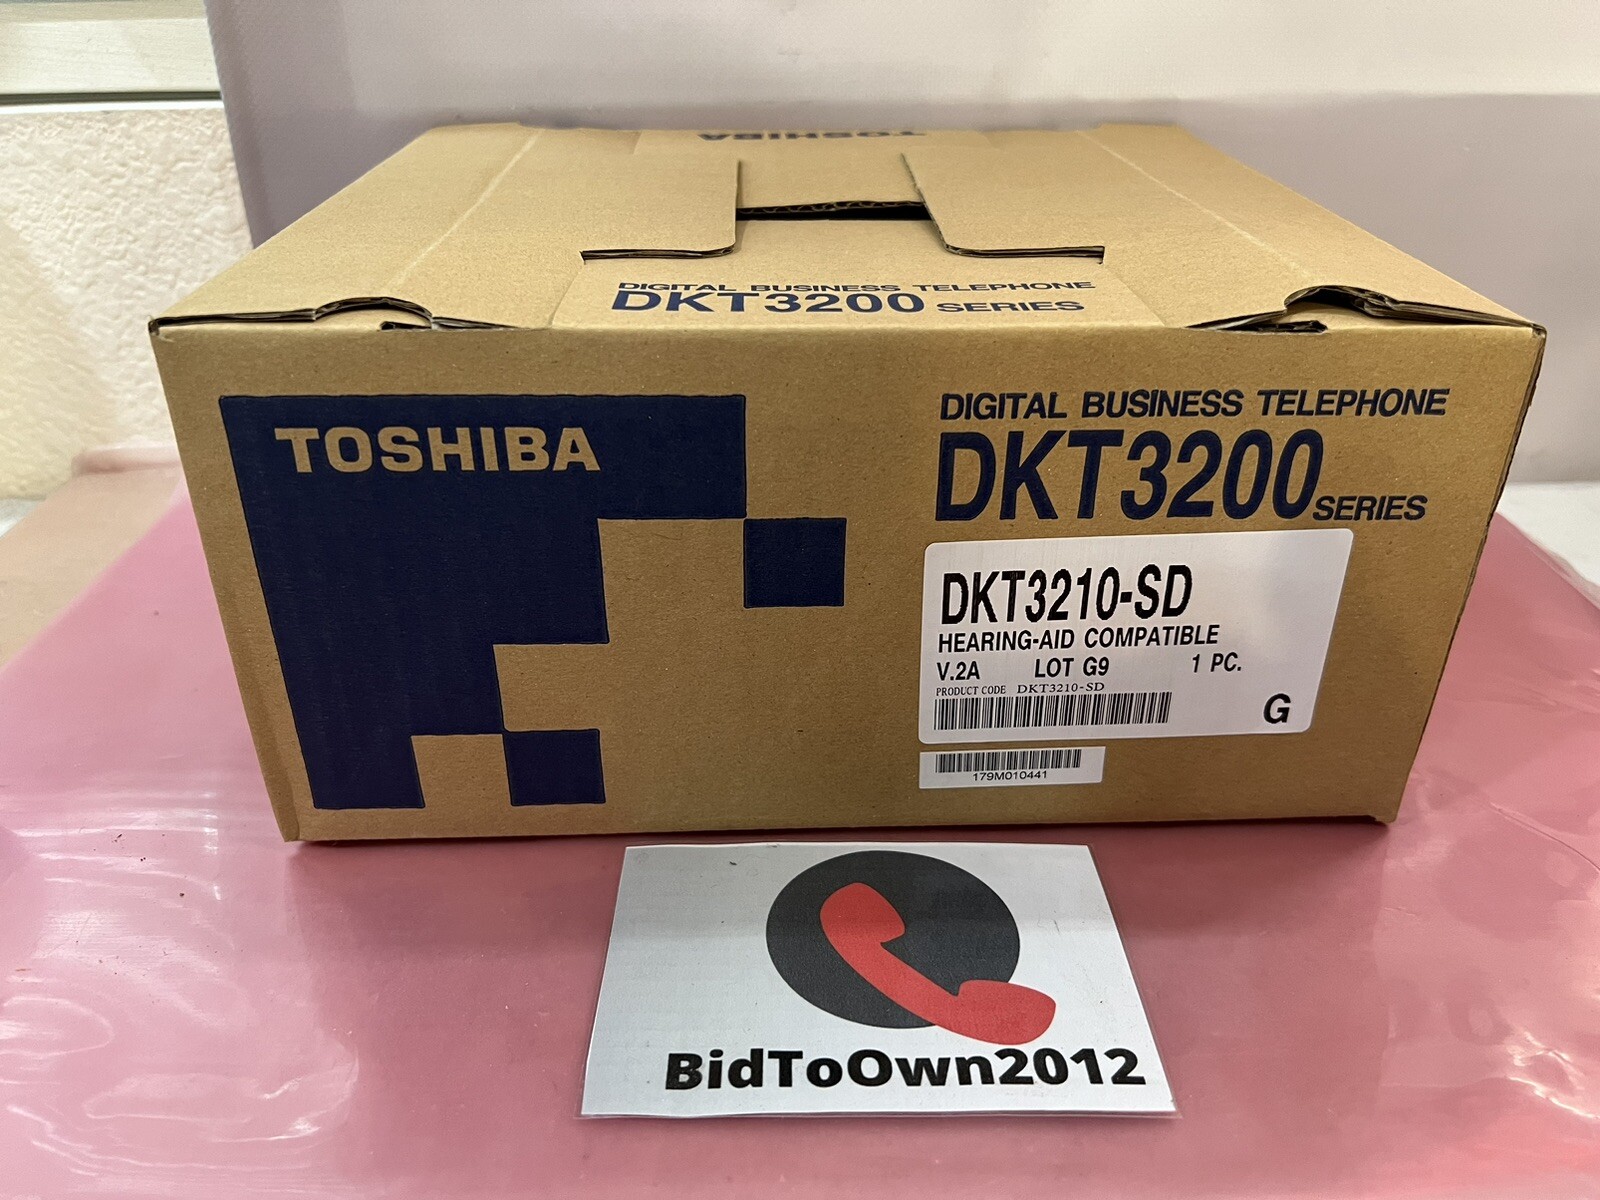 TOSHIBA
DIGITAL BUSINESS TELEPHONE
DKT3200 SERIES
TOSHIBA
DIGITAL BUSINESS TELEPHONE
DKT3200 SERIES
DKT3210-SD
HEARING-AID COMPATIBLE
V.2A LOT G9 1 PC.
PRODUCT CODE DKT3210-SD
G
179M010441
BidToOwn2012